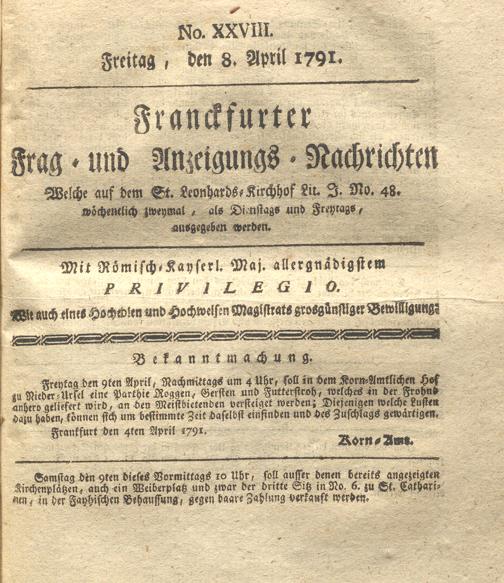 No. XXVIII.
Freitag, den 8. April 1791.
Franckfurter
Frag- und Anzeigungs-Nachrichten
Welche auf dem St. Leonhards-Kirchhof Lit. J. No. 48.
wöchentlich zweymal, als Dienstags und Freytags,
ausgegeben werden.
Mit Römisch-Kayserl. Maj. allergnädigstem
PRIVILEGIO.
Wie auch eines Hochedlen und Hochweisen Magistrats grosgünstiger Bewilligung.
Bekanntmachung.
Freytag den 9ten April, Nachmittags um 4 Uhr, soll in dem Korn-Amtlichen Hof
zu Nieder-Ursel eine Parthie Roggen, Gersten und Futterstroh, welches in der Frohnd
anhero geliefert wird, an den Meistbietenden versteiget werden; Diejenigen welche Lusten
dazu haben, können sich um bestimmte Zeit daselbst einfinden und des Zuschlags gewärtigen.
Frankfurt den 4ten April 1791.
Korn-Amt.
Samstag den 9ten dieses Vormittags 10 Uhr, soll ausser denen bereits angezeigten
Kirchenplätzen, auch ein Weiberplatz und zwar der dritte Sitz in No. 6. zu St. Cathari-
nen, in der Fayhischen Behaussung, gegen baare Zahlung verkauft werden.